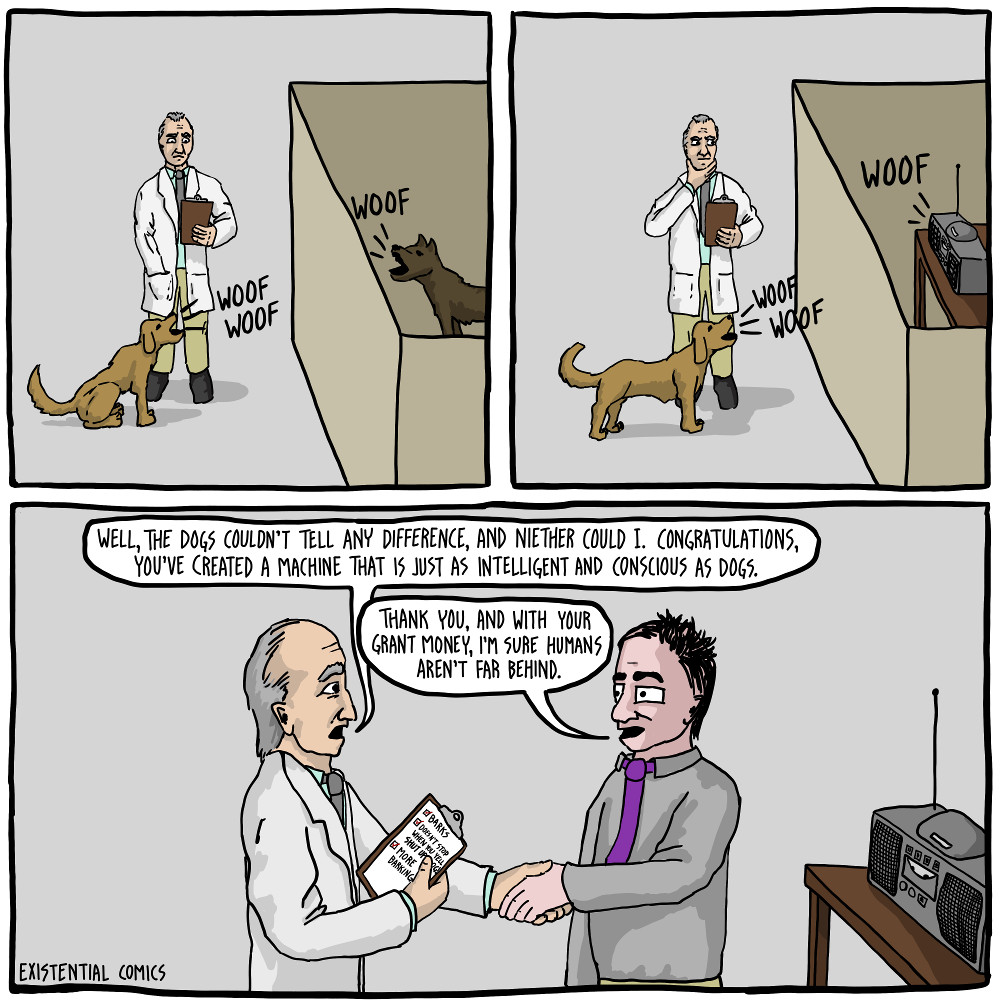 WOOF
WOOF
WOOF
WOOF
WOOF
WOOF
WELL, THE DOGS COULDN'T TELL ANY DIFFERENCE, AND NIETHER COULD I. CONGRATULATIONS,
YOU'VE CREATED A MACHINE THAT IS JUST AS INTELLIGENT AND CONSCIOUS AS DOGS.
THANK YOU, AND WITH YOUR
GRANT MONEY, I'M SURE HUMANS
AREN'T FAR BEHIND.
BARKS
DOESN'T STOP
WHEN YOU YELL
SHUT UP
MORE
BARKING
EXISTENTIAL COMICS